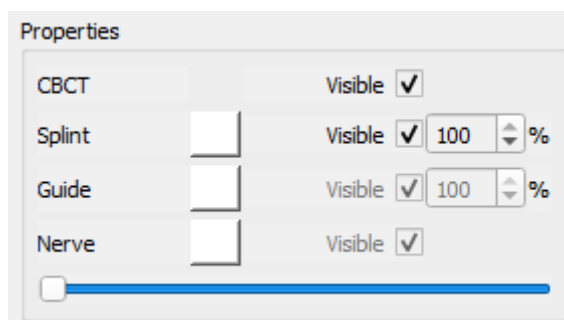 Properties
CBCT Visible
Splint Visible 100 %
Guide Visible 100 %
Nerve Visible